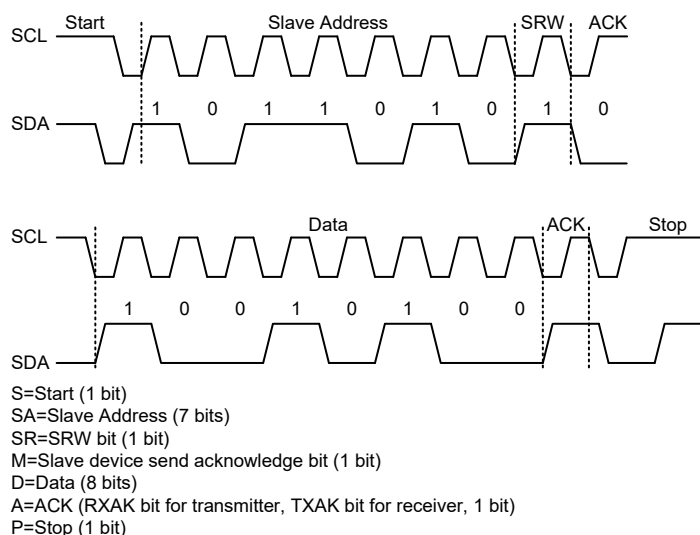 Start Slave Address SRW ACK
SCL
1 0 1 1 0 1 0 1 0
SDA
Data ACK Stop
SCL
1 0 0 1 0 1 0 0
SDA
S=Start (1 bit)
SA=Slave Address (7 bits)
SR=SRW bit (1 bit)
M=Slave device send acknowledge bit (1 bit)
D=Data (8 bits)
A=ACK (RXAK bit for transmitter, TXAK bit for receiver, 1 bit)
P=Stop (1 bit)